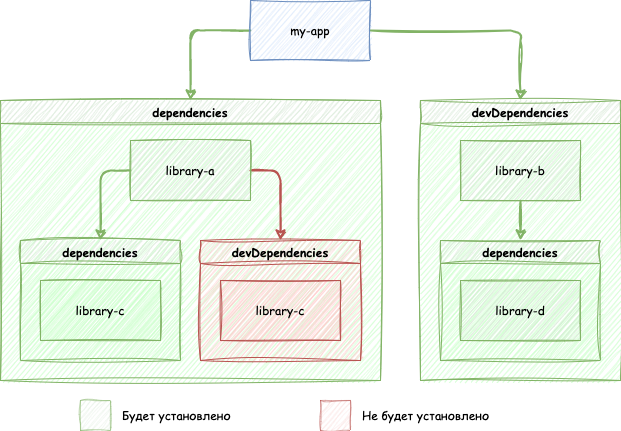 my-app
dependencies
devDependencies
library-a
library-b
dependencies
devDependencies
dependencies
library-c
library-c
library-d
Будет установлено
Не будет установлено